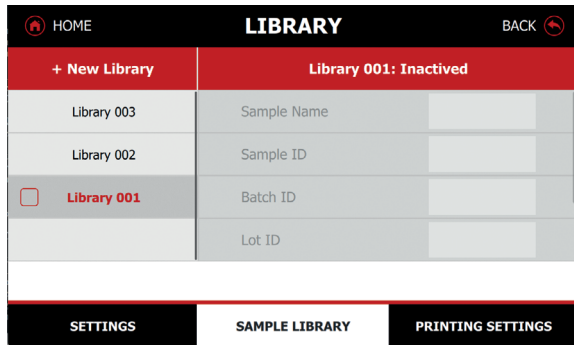 HOME
LIBRARY
BACK
+ New Library
Library 001: Inactived
Library 003
Sample Name
Library 002
Sample ID
Library 001
Batch ID
Lot ID
SETTINGS
SAMPLE LIBRARY
PRINTING SETTINGS